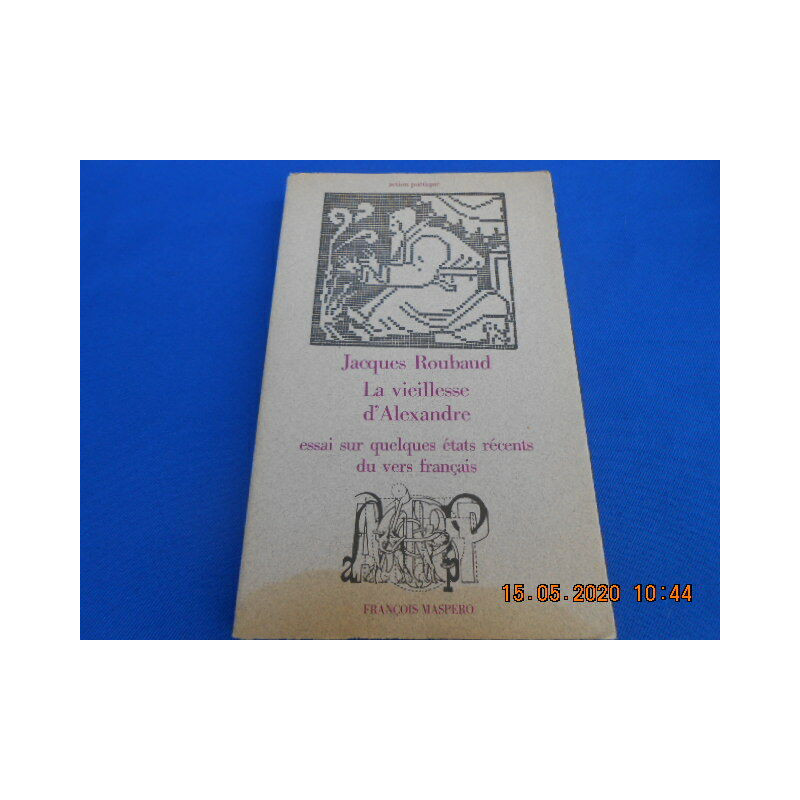 action poétique
Jacques Roubaud
La vieillesse
d'Alexandre
essai sur quelques états récents
du vers français
FRANÇOIS MASPERO
15.05.2020 10:44